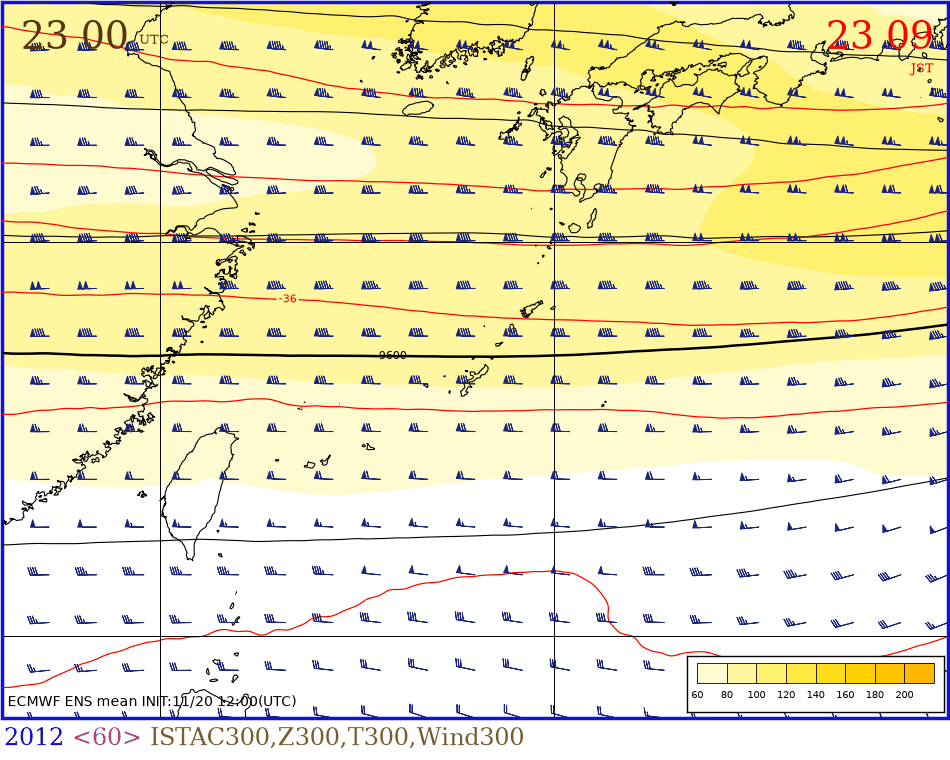 23 00 UTC
23 09
JST
-36
9600
60 80 100 120 140 160 180 200
ECMWF ENS mean INIT:11/20 12:00(UTC)
2012 <60> ISTAC300,Z300,T300,Wind300